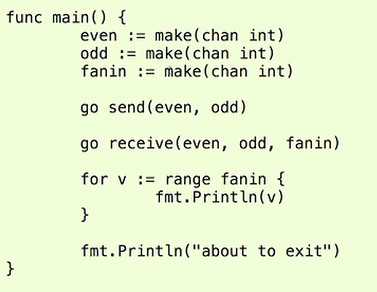 func main() {
        even := make(chan int)
        odd := make(chan int)
        fanin := make(chan int)

        go send(even, odd)

        go receive(even, odd, fanin)

        for v := range fanin {
                fmt.Println(v)
        }

        fmt.Println("about to exit")
}